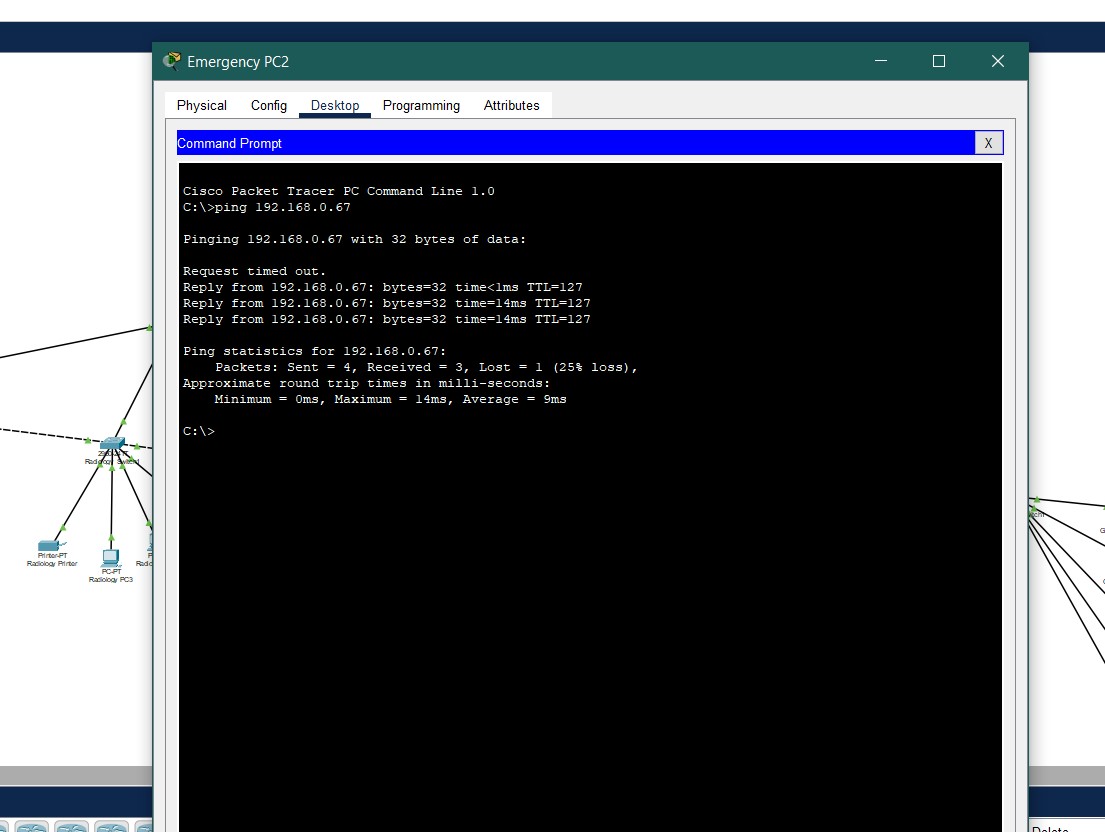 Emergency PC2
Physical Config Desktop Programming Attributes
Command Prompt
X
Cisco Packet Tracer PC Command Line 1.0
C:\>ping 192.168.0.67
Pinging 192.168.0.67 with 32 bytes of data:
Request timed out.
Reply from 192.168.0.67: bytes=32 time<1ms TTL=127
Reply from 192.168.0.67: bytes=32 time=14ms TTL=127
Reply from 192.168.0.67: bytes=32 time=14ms TTL=127
Ping statistics for 192.168.0.67:
Packets: Sent = 4, Received = 3, Lost = 1 (25% loss),
Approximate round trip times in milli-seconds:
Minimum = 0ms, Maximum = 14ms, Average = 9ms
C:\>
Radiology Switch
Printer-PT
Radiology Printer
PC-PT
Radiology PC3
Delete